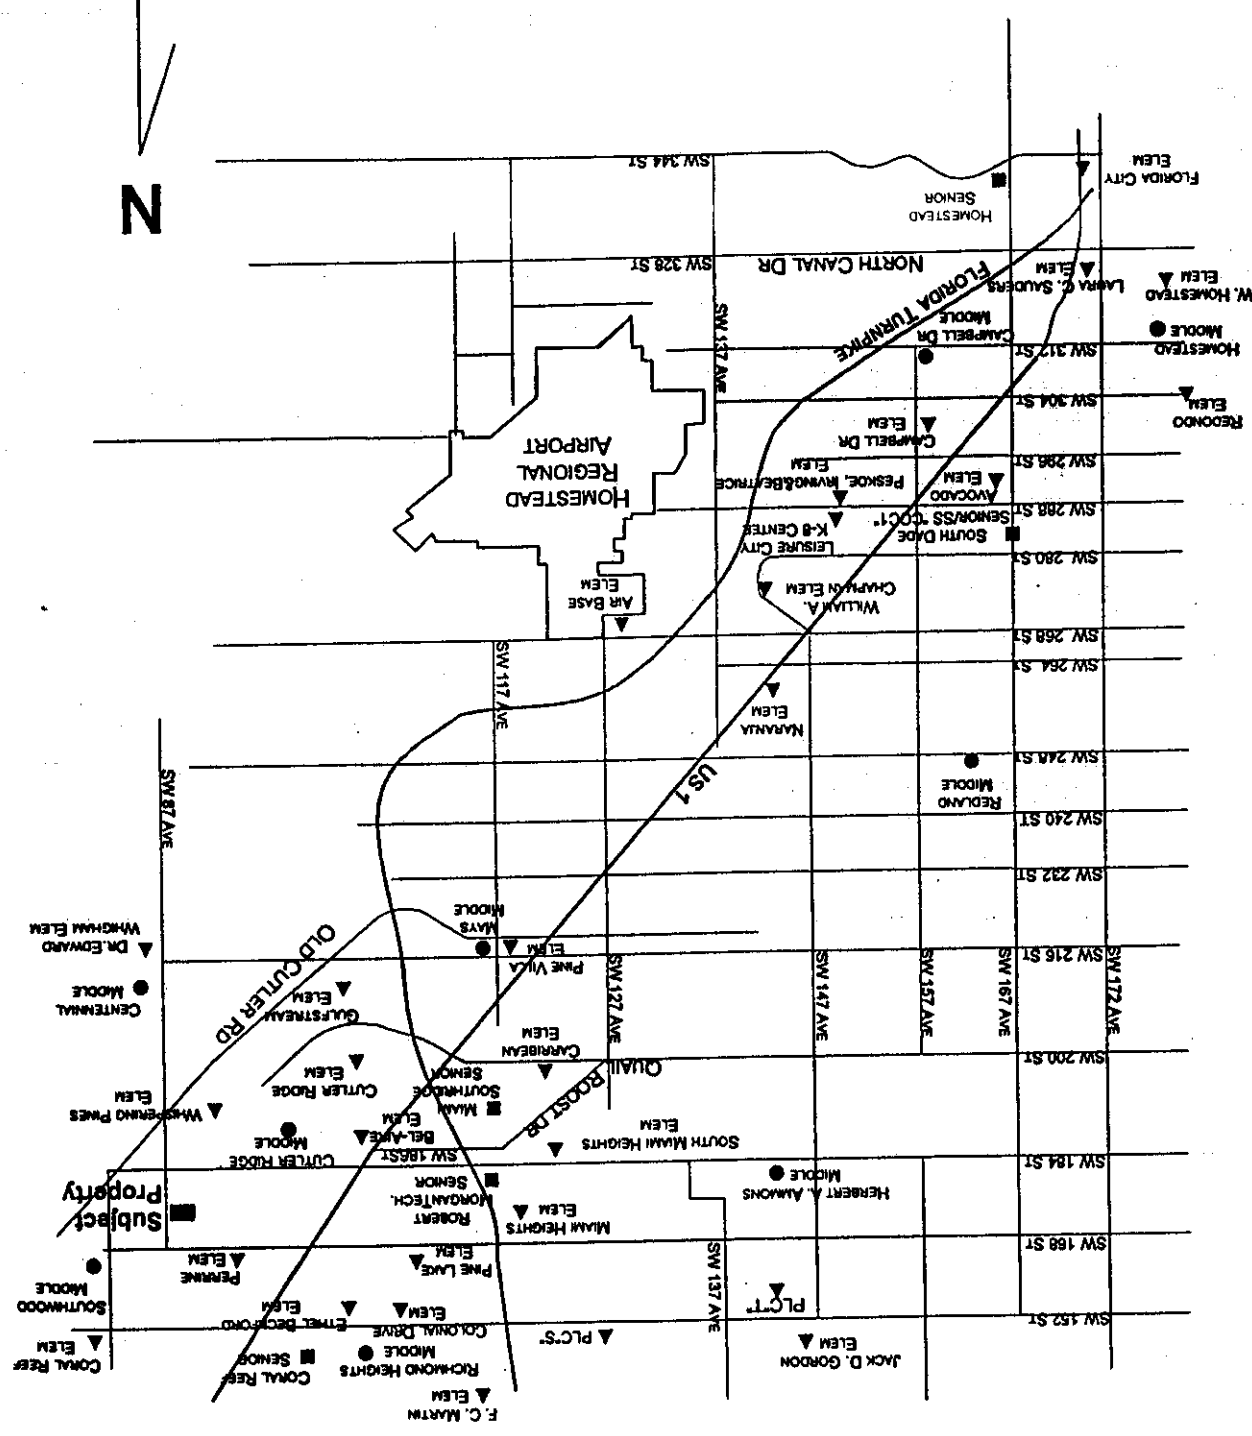 F. C. MARTIN
ELEM
CORAL REEF
SENIOR
RICHMOND HEIGHTS
MIDDLE
JACK D. GORDON
ELEM
CORAL REEF
ELEM
PLC"S"
COLONIAL DRIVE
ELEM
ETHEL BECKFORD
ELEM
SW 152 ST
PLC"T"
SOUTHWOOD
MIDDLE
SW 137 AVE
PERRINE
ELEM
PINE LAKE
ELEM
SW 168 ST
MIAMI HEIGHTS
ELEM
Subject
Property
ROBERT
MORGAN TECH.
SENIOR
HERBERT A. AMMONS
MIDDLE
SW 184 ST
SW 186 ST
CUTLER RIDGE
MIDDLE
BEL-AIRE
ELEM
SOUTH MIAMI HEIGHTS
ELEM
WHISPERING PINES
ELEM
MIAMI
SOUTHRIDGE
SENIOR
QUAIL
ROOST DR
CUTLER RIDGE
ELEM
CARRIBEAN
ELEM
SW 200 ST
OLD CUTLER RD
GULFSTREAM
ELEM
CENTENNIAL
MIDDLE
SW 127 AVE
SW 147 AVE
SW 157 AVE
SW 167 AVE
SW 172 AVE
DR. EDWARD
WHIGHAM ELEM
PINE VILLA
ELEM
MAYS
MIDDLE
SW 216 ST
SW 232 ST
SW 240 ST
SW 87 AVE
REDLAND
MIDDLE
US 1
SW 248 ST
NARANJA
ELEM
SW 117 AVE
SW 264 ST
SW 268 ST
WILLIAM A.
CHAPMAN ELEM
AIR BASE
ELEM
LEISURE CITY
K-8 CENTER
SOUTH DADE
SENIOR/SS "COC1"
SW 280 ST
SW 288 ST
AVOCADO
ELEM
PESKOE, IRVING&BEATRICE
ELEM
HOMESTEAD
REGIONAL
AIRPORT
SW 296 ST
CAMPBELL DR
ELEM
REDONDO
ELEM
SW 304 ST
SW 137 AVE
SW 312 ST
HOMESTEAD
MIDDLE
CAMPBELL DR
MIDDLE
FLORIDA TURNPIKE
W. HOMESTEAD
ELEM
LAURA C. SAUDERS
ELEM
NORTH CANAL DR
SW 328 ST
HOMESTEAD
SENIOR
FLORIDA CITY
ELEM
SW 344 ST
N